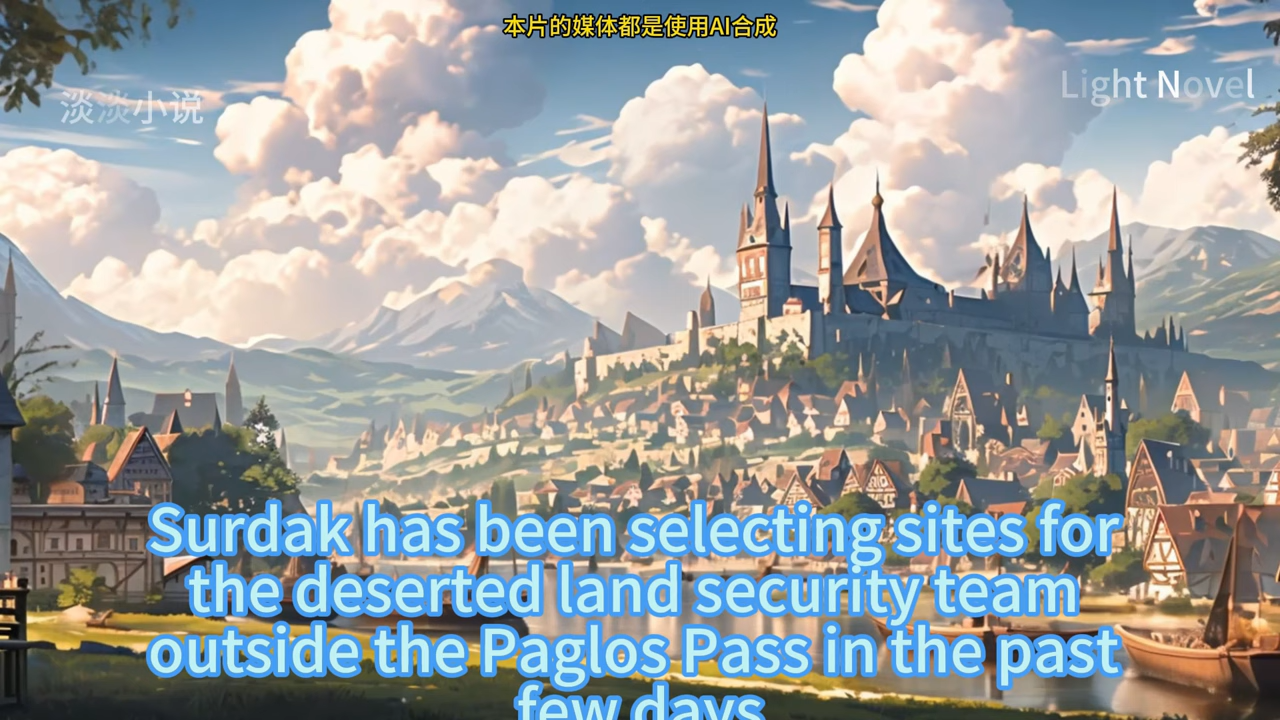 本片的媒体都是使用AI合成
淡淡小说
Light Novel
Surdak has been selecting sites for
the deserted land security team
outside the Paglos Pass in the past
few days